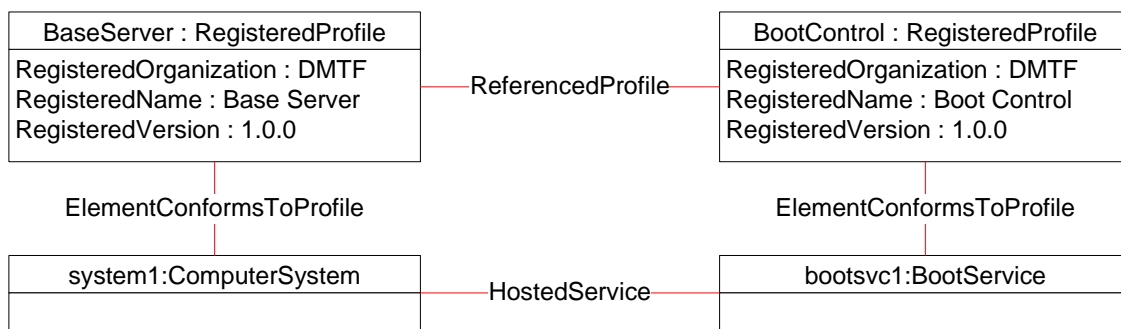 BaseServer : RegisteredProfile
RegisteredOrganization : DMTF
RegisteredName : Base Server
RegisteredVersion : 1.0.0
ReferencedProfile
BootControl : RegisteredProfile
RegisteredOrganization : DMTF
RegisteredName : Boot Control
RegisteredVersion : 1.0.0
ElementConformsToProfile
ElementConformsToProfile
system1:ComputerSystem
HostedService
bootsvc1:BootService